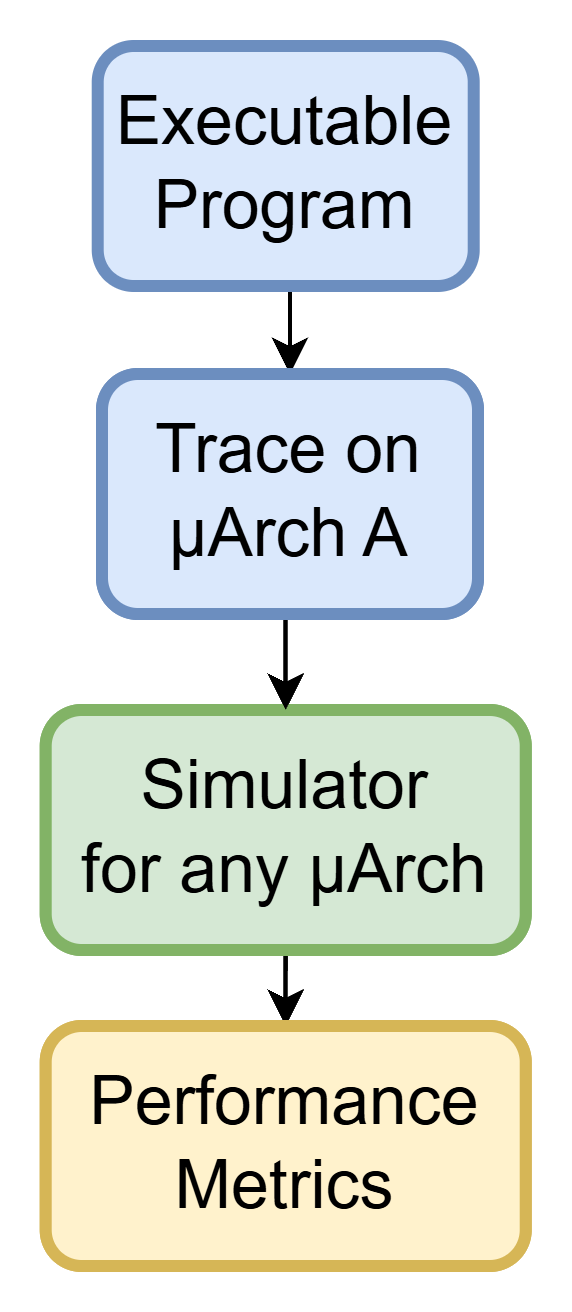 Executable
Program
Trace on
µArch A
Simulator
for any µArch
Performance
Metrics